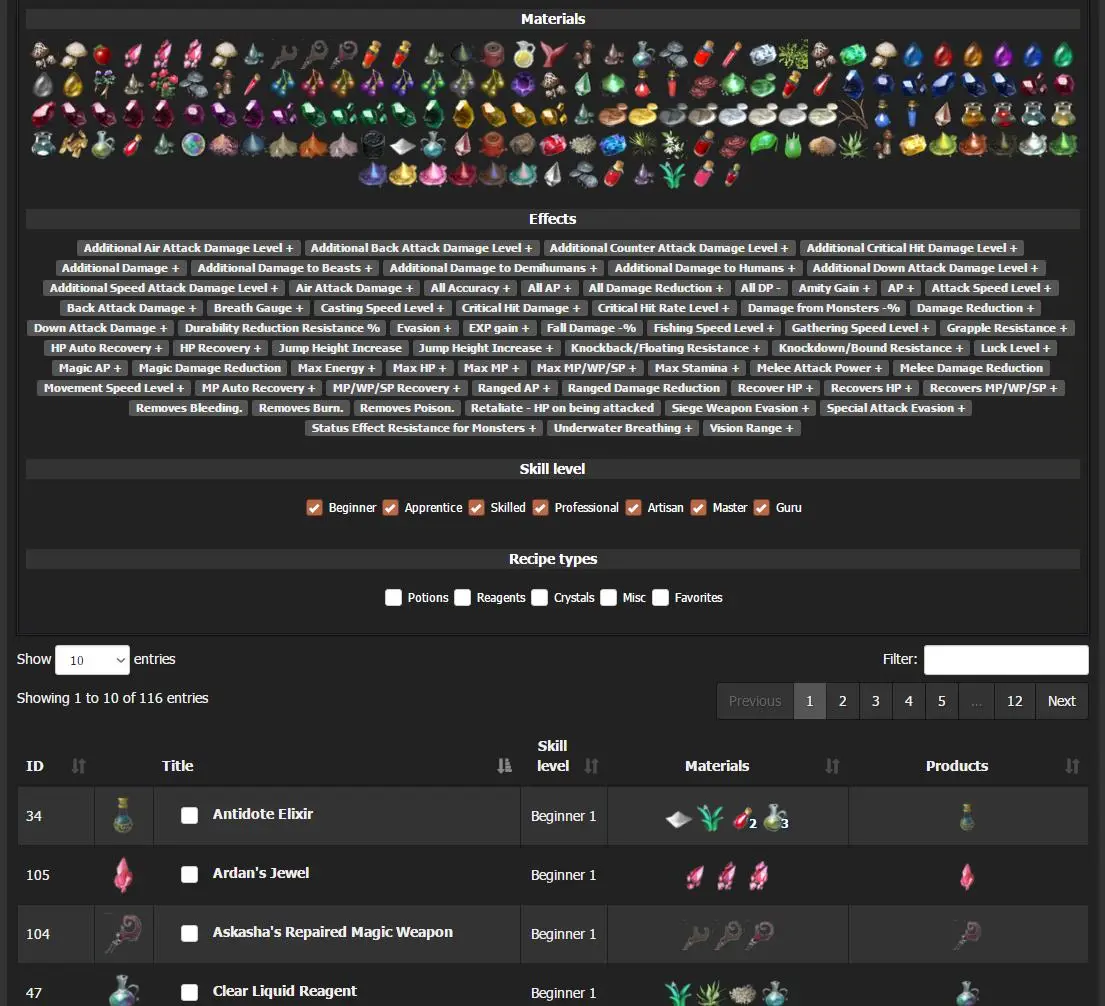 Materials
Effects
Additional Air Attack Damage Level + Additional Back Attack Damage Level + Additional Counter Attack Damage Level + Additional Critical Hit Damage Level +
Additional Damage + Additional Damage to Beasts + Additional Damage to Demihumans + Additional Damage to Humans + Additional Down Attack Damage Level +
Additional Speed Attack Damage Level + Air Attack Damage + All Accuracy + All AP + All Damage Reduction + All DP - Amity Gain + AP + Attack Speed Level +
Back Attack Damage + Breath Gauge + Casting Speed Level + Critical Hit Damage + Critical Hit Rate Level + Damage from Monsters -% Damage Reduction +
Down Attack Damage + Durability Reduction Resistance % Evasion + EXP gain + Fall Damage -% Fishing Speed Level + Gathering Speed Level + Grapple Resistance +
HP Auto Recovery + HP Recovery + Jump Height Increase Jump Height Increase + Knockback/Floating Resistance + Knockdown/Bound Resistance + Luck Level +
Magic AP + Magic Damage Reduction Max Energy + Max HP + Max MP + Max MP/WP/SP + Max Stamina + Melee Attack Power + Melee Damage Reduction
Movement Speed Level + MP Auto Recovery + MP/WP/SP Recovery + Ranged AP + Ranged Damage Reduction Recover HP + Recovers HP + Recovers MP/WP/SP +
Removes Bleeding. Removes Burn. Removes Poison. Retaliate - HP on being attacked Siege Weapon Evasion + Special Attack Evasion +
Status Effect Resistance for Monsters + Underwater Breathing + Vision Range +
Skill level
Beginner Apprentice Skilled Professional Artisan Master Guru
Recipe types
Potions Reagents Crystals Misc Favorites
Show 10 entries Filter:
Showing 1 to 10 of 116 entries Previous 1 2 3 4 5 ... 12 Next
ID Title Skill level Materials Products
34 Antidote Elixir Beginner 1 2 3
105 Ardan's Jewel Beginner 1
104 Askasha's Repaired Magic Weapon Beginner 1
47 Clear Liquid Reagent Beginner 1